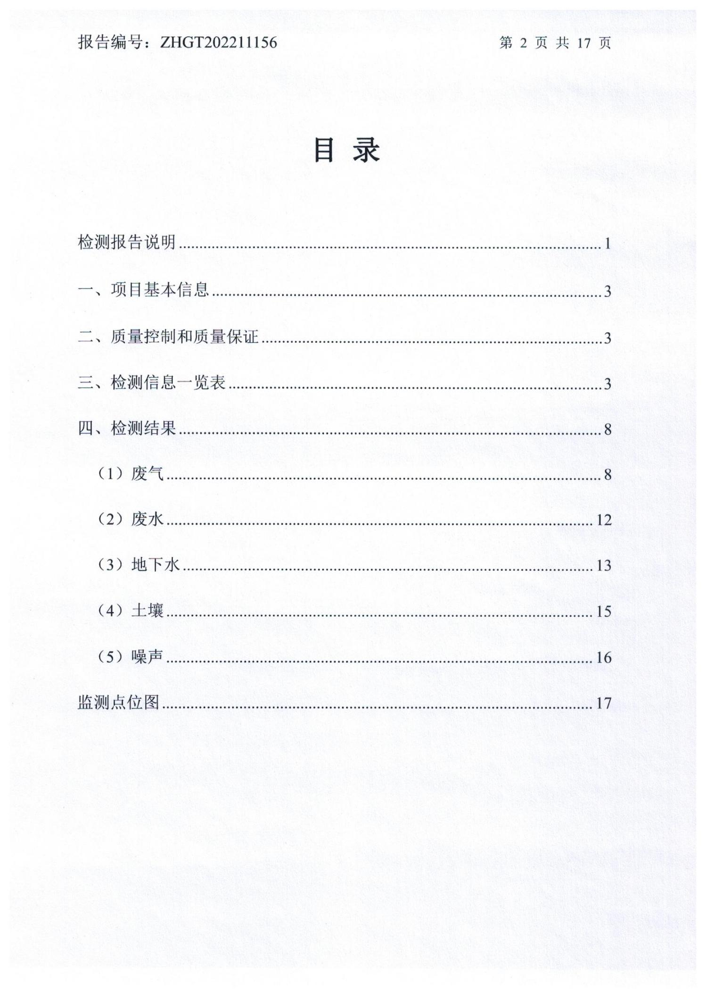 报告编号：ZHGT202211156 第 2 页 共 17 页
目 录
检测报告说明 1
一、项目基本信息 3
二、质量控制和质量保证 3
三、检测信息一览表 3
四、检测结果 8
（1）废气 8
（2）废水 12
（3）地下水 13
（4）土壤 15
（5）噪声 16
监测点位图 17